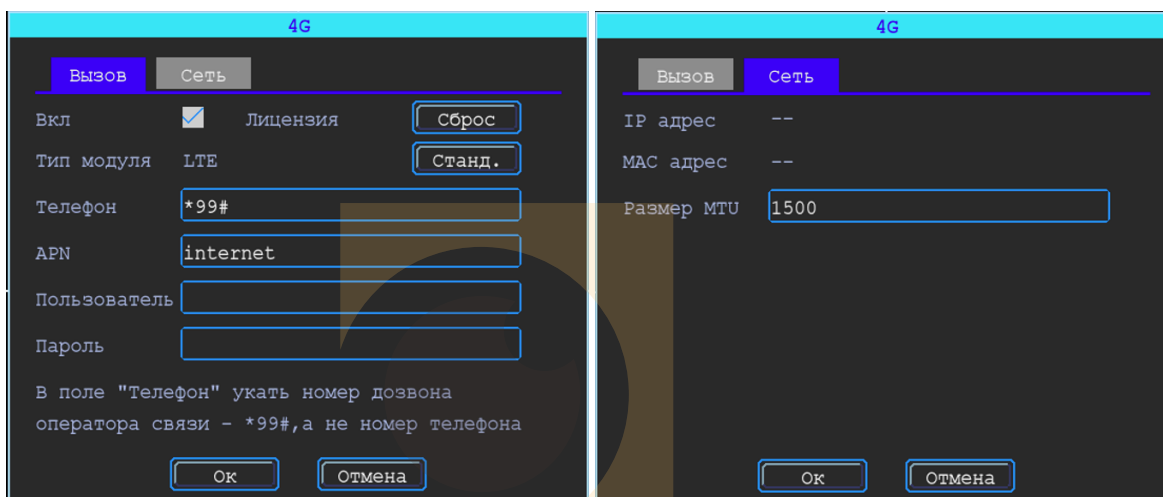 4G
Вызов Сеть
Вкл Лицензия Сброс
Тип модуля LTE Станд.
Телефон *99#
APN internet
Пользователь
Пароль
В поле "Телефон" укать номер дозвона
оператора связи - *99#,а не номер телефона
Ок Отмена
4G
Вызов Сеть
IP адрес --
MAC адрес --
Размер MTU 1500
Ок Отмена